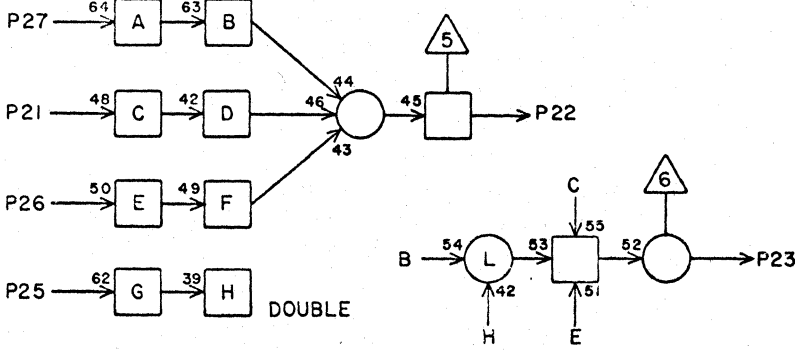 P27 64 A 63 B
44 5
P21 48 C 42 D 46 45 P22
43
P26 50 E 49 F
6
C
55
B 54 L 53 52 P23
42 51
P25 62 G 39 H DOUBLE
H E